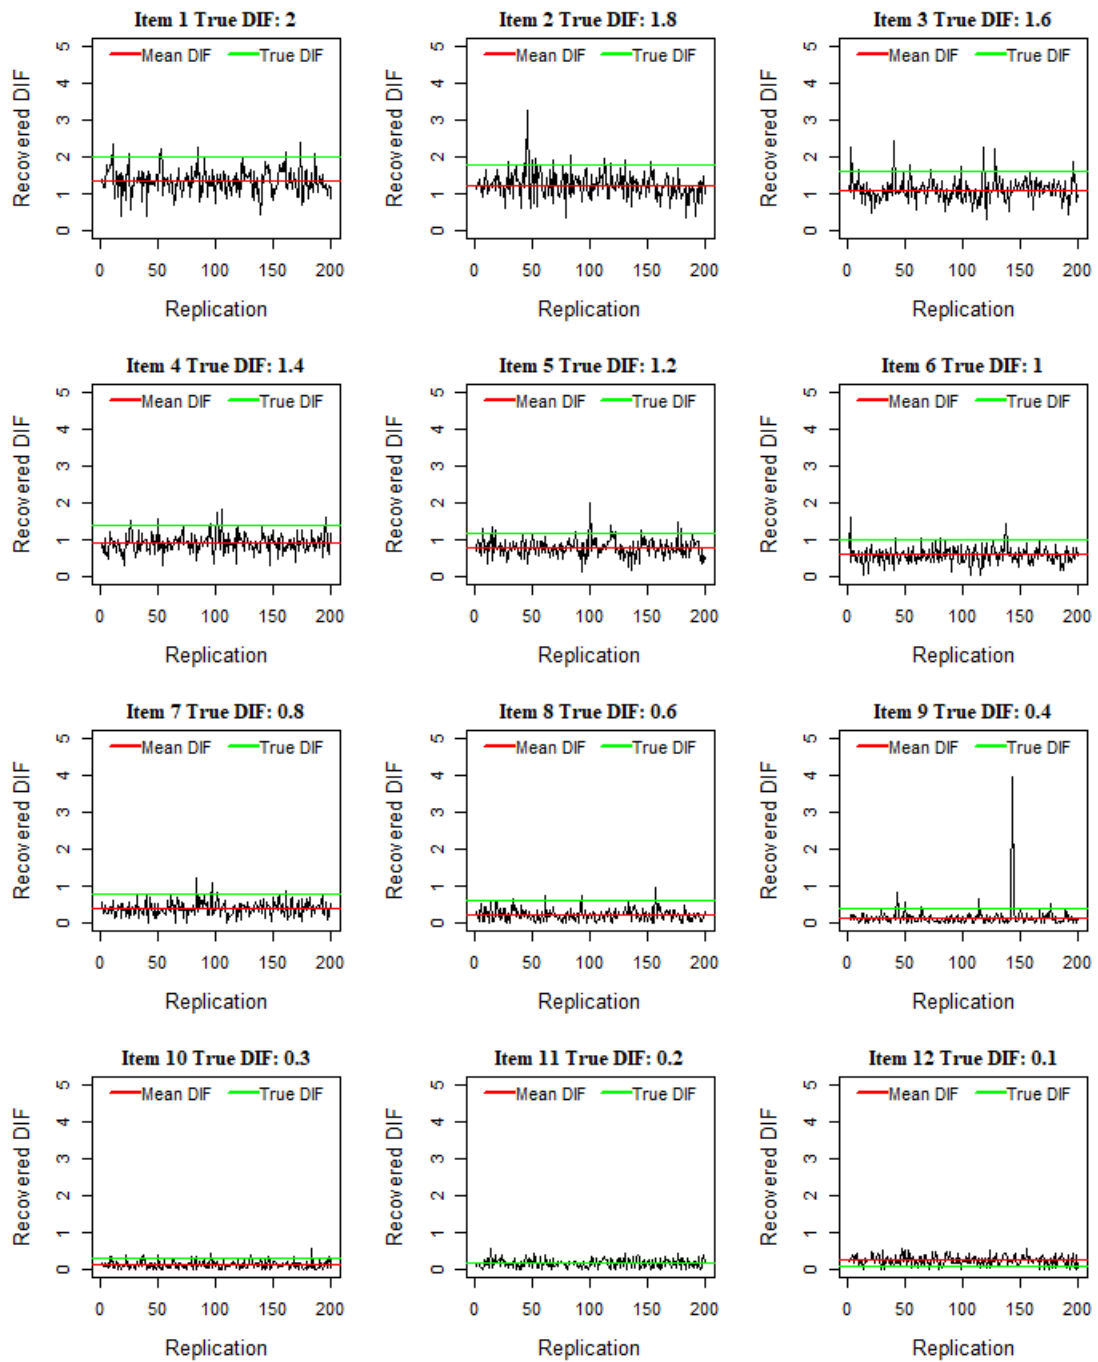 Item 1 True DIF: 2
Item 2 True DIF: 1.8
Item 3 True DIF: 1.6
Recovered DIF
5
4
3
2
1
0
Mean DIF True DIF
0 50 100 150 200
Replication
Recovered DIF
5
4
3
2
1
0
Mean DIF True DIF
0 50 100 150 200
Replication
Recovered DIF
5
4
3
2
1
0
Mean DIF True DIF
0 50 100 150 200
Replication
Item 4 True DIF: 1.4
Item 5 True DIF: 1.2
Item 6 True DIF: 1
Recovered DIF
5
4
3
2
1
0
Mean DIF True DIF
0 50 100 150 200
Replication
Recovered DIF
5
4
3
2
1
0
Mean DIF True DIF
0 50 100 150 200
Replication
Recovered DIF
5
4
3
2
1
0
Mean DIF True DIF
0 50 100 150 200
Replication
Item 7 True DIF: 0.8
Item 8 True DIF: 0.6
Item 9 True DIF: 0.4
Recovered DIF
5
4
3
2
1
0
Mean DIF True DIF
0 50 100 150 200
Replication
Recovered DIF
5
4
3
2
1
0
Mean DIF True DIF
0 50 100 150 200
Replication
Recovered DIF
5
4
3
2
1
0
Mean DIF True DIF
0 50 100 150 200
Replication
Item 10 True DIF: 0.3
Item 11 True DIF: 0.2
Item 12 True DIF: 0.1
Recovered DIF
5
4
3
2
1
0
Mean DIF True DIF
0 50 100 150 200
Replication
Recovered DIF
5
4
3
2
1
0
Mean DIF True DIF
0 50 100 150 200
Replication
Recovered DIF
5
4
3
2
1
0
Mean DIF True DIF
0 50 100 150 200
Replication